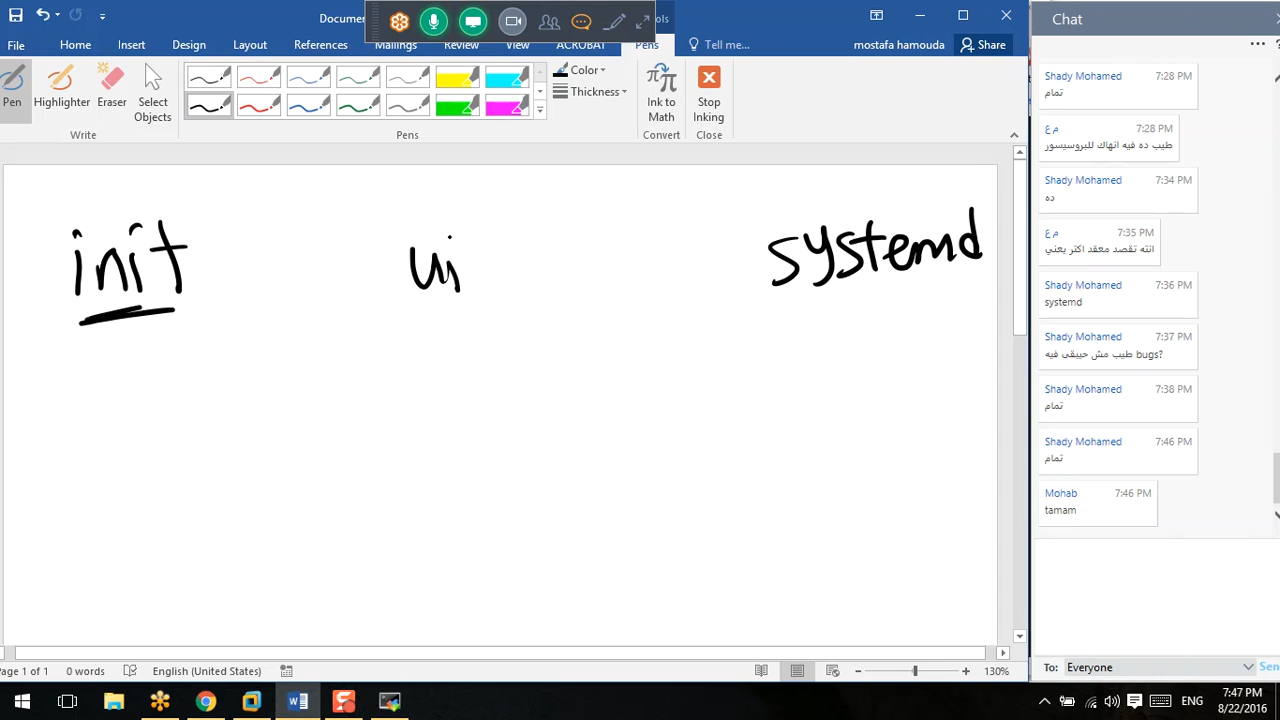 Documen
ols
File
Home
Insert
Design
Layout
References
Mailings
Review
View
ACROBAT
Pens
Tell me...
mostafa hamouda
Share
Pen
Highlighter
Eraser
Select
Objects
Color
Thickness
Ink to
Math
Stop
Inking
Write
Pens
Convert
Close
init
ui
systemd
Page 1 of 1
0 words
English (United States)
130%
Chat
Shady Mohamed 7:28 PM
تمام
م ع 7:28 PM
طيب ده فيه انهاك للبروسيسور
Shady Mohamed 7:34 PM
ده
م ع 7:35 PM
انته تقصد معقد اكثر يعني
Shady Mohamed 7:36 PM
systemd
Shady Mohamed 7:37 PM
طيب مش حيبقى فيه bugs?
Shady Mohamed 7:38 PM
تمام
Shady Mohamed 7:46 PM
تمام
Mohab 7:46 PM
tamam
To: Everyone
Sen
ENG
7:47 PM
8/22/2016